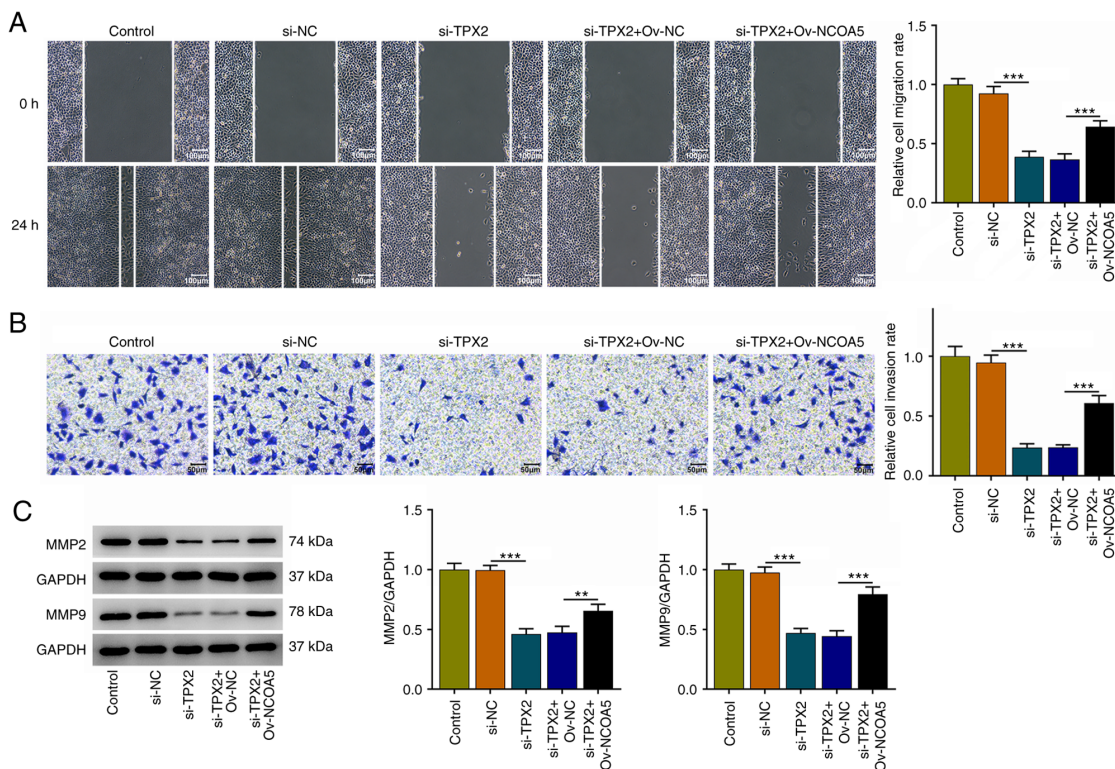 A
Control
si-NC
si-TPX2
si-TPX2+Ov-NC
si-TPX2+Ov-NCOA5
0 h
100μm
100μm
100μm
100μm
100μm
24 h
100μm
100μm
100μm
100μm
100μm
Relative cell migration rate
1.5
1.0
0.5
0.0
***
***
Control
si-NC
si-TPX2
si-TPX2+
Ov-NC
si-TPX2+
Ov-NCOA5
B
Control
si-NC
si-TPX2
si-TPX2+Ov-NC
si-TPX2+Ov-NCOA5
50μm
50μm
50μm
50μm
50μm
Relative cell invasion rate
1.0
0.5
0.0
***
***
Control
si-NC
si-TPX2
si-TPX2+
Ov-NC
si-TPX2+
Ov-NCOA5
C
MMP2
74 kDa
GAPDH
37 kDa
MMP9
78 kDa
GAPDH
37 kDa
Control
si-NC
si-TPX2
si-TPX2+
Ov-NC
si-TPX2+
Ov-NCOA5
MMP2/GAPDH
1.5
1.0
0.5
0.0
***
**
Control
si-NC
si-TPX2
si-TPX2+
Ov-NC
si-TPX2+
Ov-NCOA5
MMP9/GAPDH
1.5
1.0
0.5
0.0
***
***
Control
si-NC
si-TPX2
si-TPX2+
Ov-NC
si-TPX2+
Ov-NCOA5